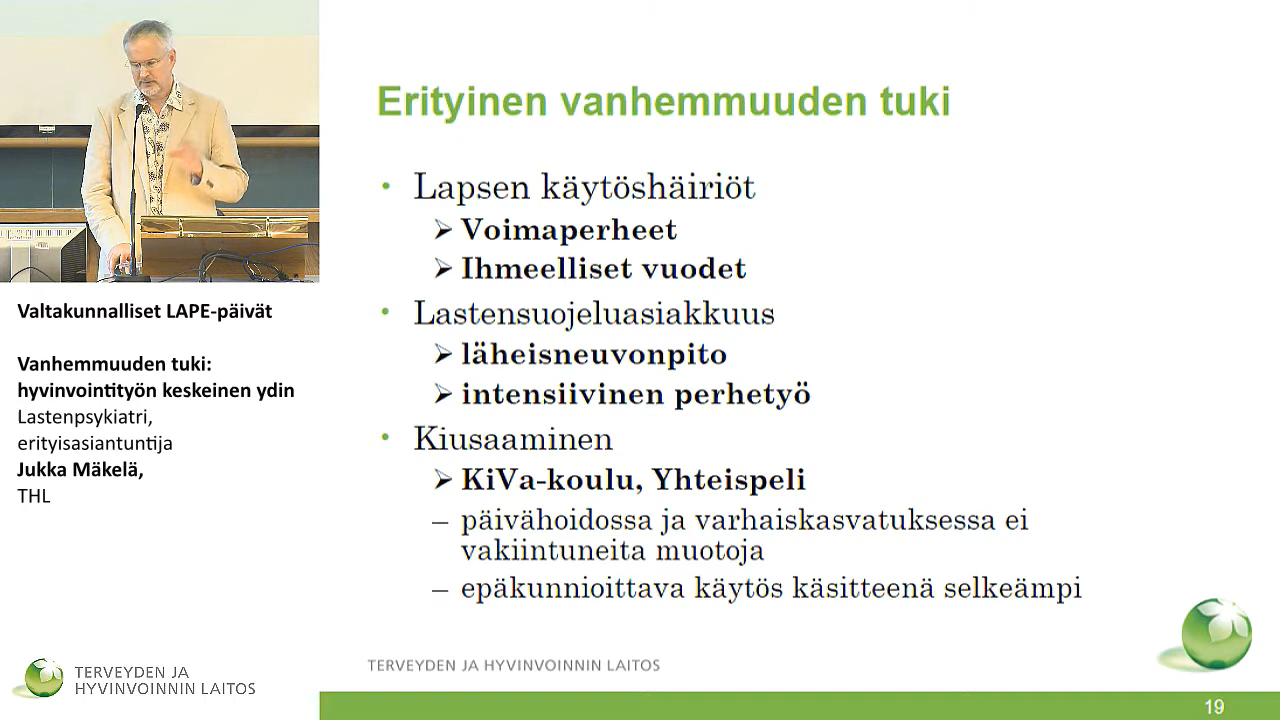 Valtakunnalliset LAPE-päivät
Vanhemmuuden tuki:
hyvinvointityön keskeinen ydin
Lastenpsykiatri,
erityisasiantuntija
Jukka Mäkelä,
THL
TERVEYDEN JA
HYVINVOINNIN LAITOS
Erityinen vanhemmuuden tuki
• Lapsen käytöshäiriöt
➢ Voimaperheet
➢ Ihmeelliset vuodet
• Lastensuojeluasiakkuus
➢ läheisneuvonpito
➢ intensiivinen perhetyö
• Kiusaaminen
➢ KiVa-koulu, Yhteispeli
– päivähoidossa ja varhaiskasvatuksessa ei
vakiintuneita muotoja
– epäkunnioittava käytös käsitteenä selkeämpi
TERVEYDEN JA HYVINVOINNIN LAITOS
19